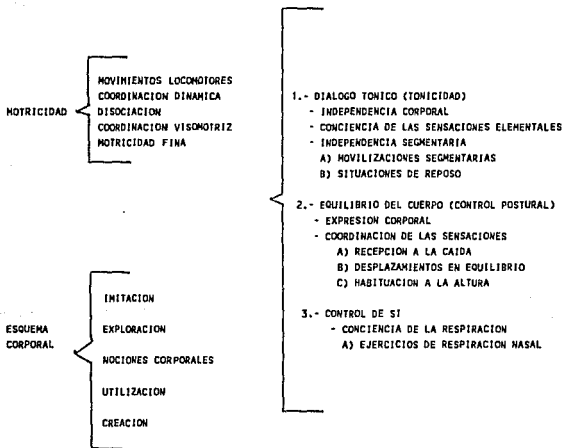 MOTRICIDAD
MOVIMIENTOS LOCOMOTORES
COORDINACION DINAMICA
DISOCIACION
COORDINACION VISOMOTRIZ
MOTRICIDAD FINA
ESQUEMA
CORPORAL
IMITACION
EXPLORACION
NOCIONES CORPORALES
UTILIZACION
CREACION
1.- DIALOGO TONICO (TONICIDAD)
- INDEPENDENCIA CORPORAL
- CONCIENCIA DE LAS SENSACIONES ELEMENTALES
- INDEPENDENCIA SEGMENTARIA
A) MOVILIZACIONES SEGMENTARIAS
B) SITUACIONES DE REPOSO
2.- EQUILIBRIO DEL CUERPO (CONTROL POSTURAL)
- EXPRESION CORPORAL
- COORDINACION DE LAS SENSACIONES
A) RECEPCION A LA CAIDA
B) DESPLAZAMIENTOS EN EQUILIBRIO
C) HABITUACION A LA ALTURA
3.- CONTROL DE SI
- CONCIENCIA DE LA RESPIRACION
A) EJERCICIOS DE RESPIRACION NASAL